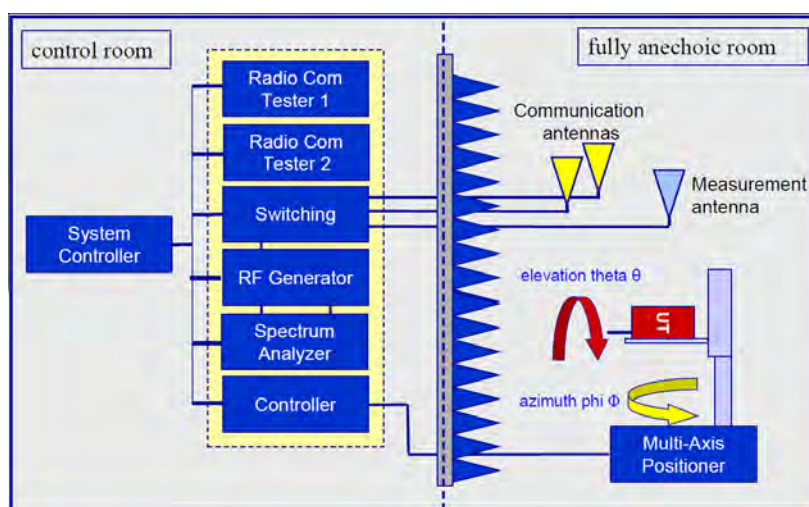 control room
fully anechoic room
Radio Com
Tester 1
Radio Com
Tester 2
Switching
System
Controller
RF Generator
Spectrum
Analyzer
Controller
Communication
antennas
Measurement
antenna
elevation theta θ
UT
azimuth phi Φ
Multi-Axis
Positioner